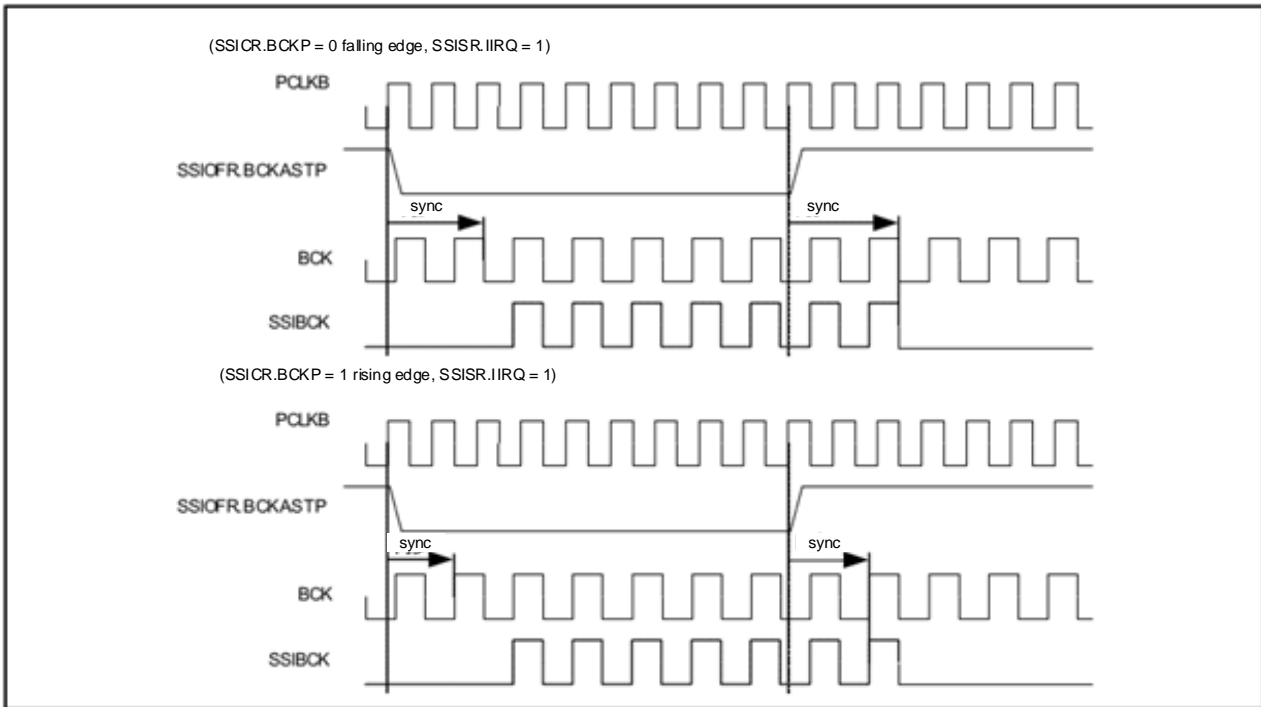 (SSICR.BCKP = 0 falling edge, SSISR.IIRQ = 1)
PCLKB
SSIOFR.BCKASTP
sync
sync
BCK
SSIBCK
(SSICR.BCKP = 1 rising edge, SSISR.IIRQ = 1)
PCLKB
SSIOFR.BCKASTP
sync
sync
BCK
SSIBCK